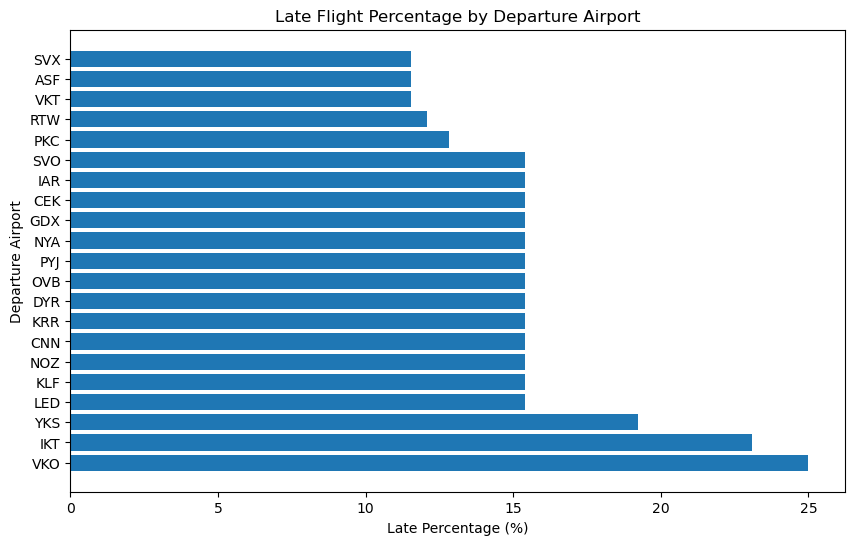 Late Flight Percentage by Departure Airport
Departure Airport
SVX
ASF
VKT
RTW
PKC
SVO
IAR
CEK
GDX
NYA
PYJ
OVB
DYR
KRR
CNN
NOZ
KLF
LED
YKS
IKT
VKO
0 5 10 15 20 25
Late Percentage (%)